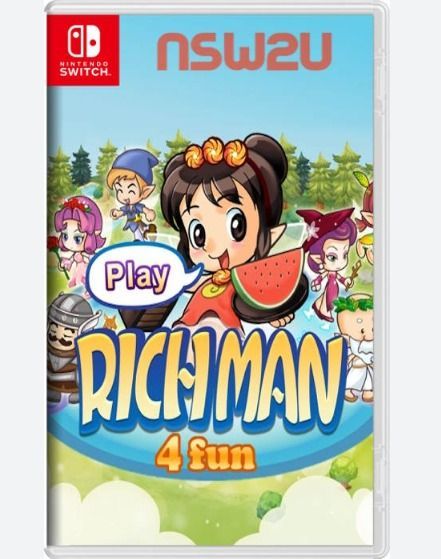 NINTENDO
SWITCH
NSW2U
Play
RICHMAN
4 fun